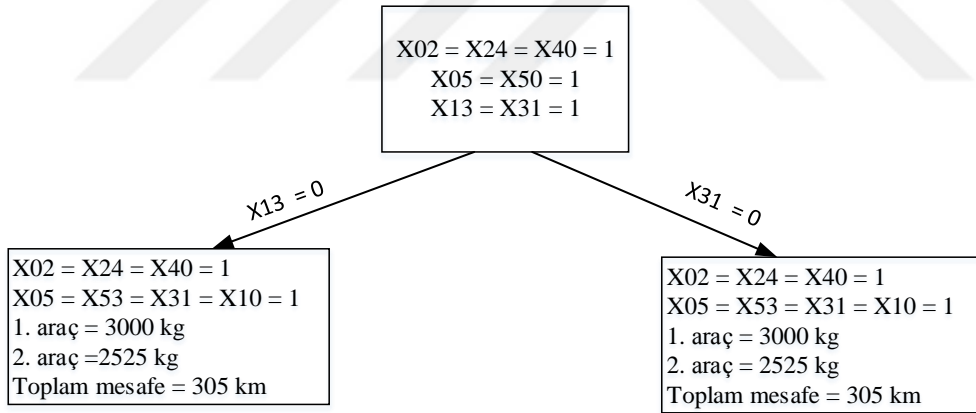 X02 = X24 = X40 = 1
X05 = X50 = 1
X13 = X31 = 1
X13 = 0
X31 = 0
X02 = X24 = X40 = 1
X05 = X53 = X31 = X10 = 1
1. araç = 3000 kg
2. araç =2525 kg
Toplam mesafe = 305 km
X02 = X24 = X40 = 1
X05 = X53 = X31 = X10 = 1
1. araç = 3000 kg
2. araç = 2525 kg
Toplam mesafe = 305 km